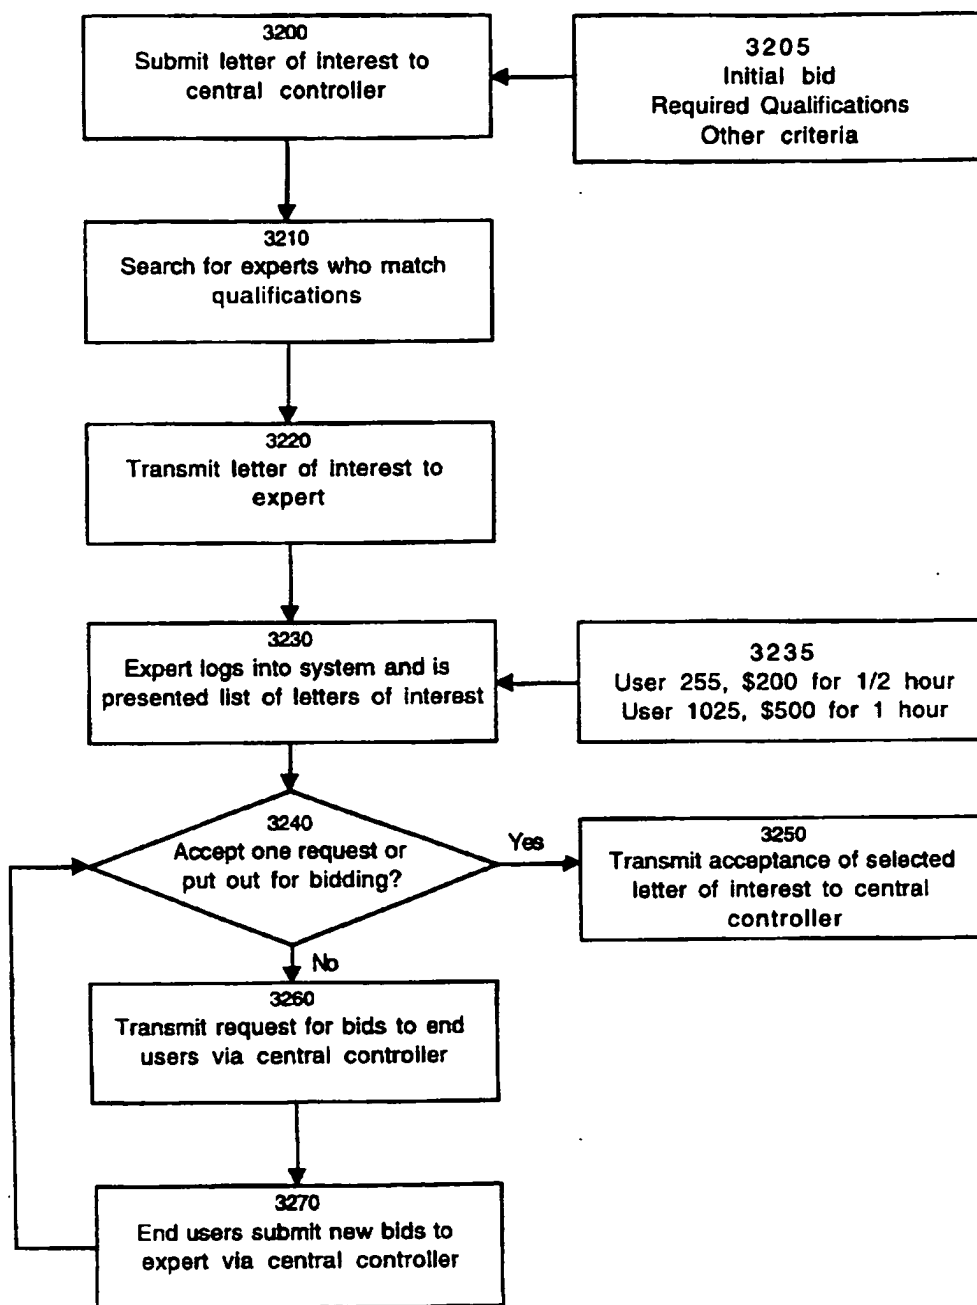 3200
Submit letter of interest to
central controller
3205
Initial bid
Required Qualifications
Other criteria
3210
Search for experts who match
qualifications
3220
Transmit letter of interest to
expert
3230
Expert logs into system and is
presented list of letters of interest
3235
User 255, $200 for 1/2 hour
User 1025, $500 for 1 hour
3240
Accept one request or
put out for bidding?
Yes
3250
Transmit acceptance of selected
letter of interest to central
controller
No
3260
Transmit request for bids to end
users via central controller
3270
End users submit new bids to
expert via central controller